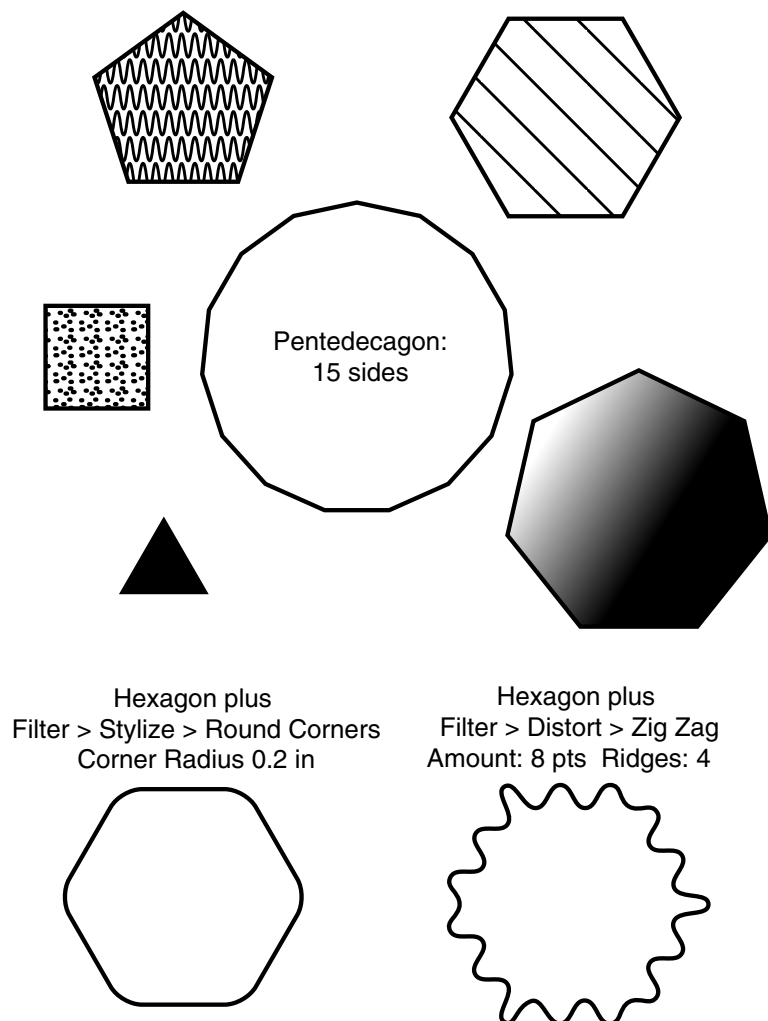 Pentedecagon:
15 sides
Hexagon plus
Filter > Stylize > Round Corners
Corner Radius 0.2 in
Hexagon plus
Filter > Distort > Zig Zag
Amount: 8 pts  Ridges: 4